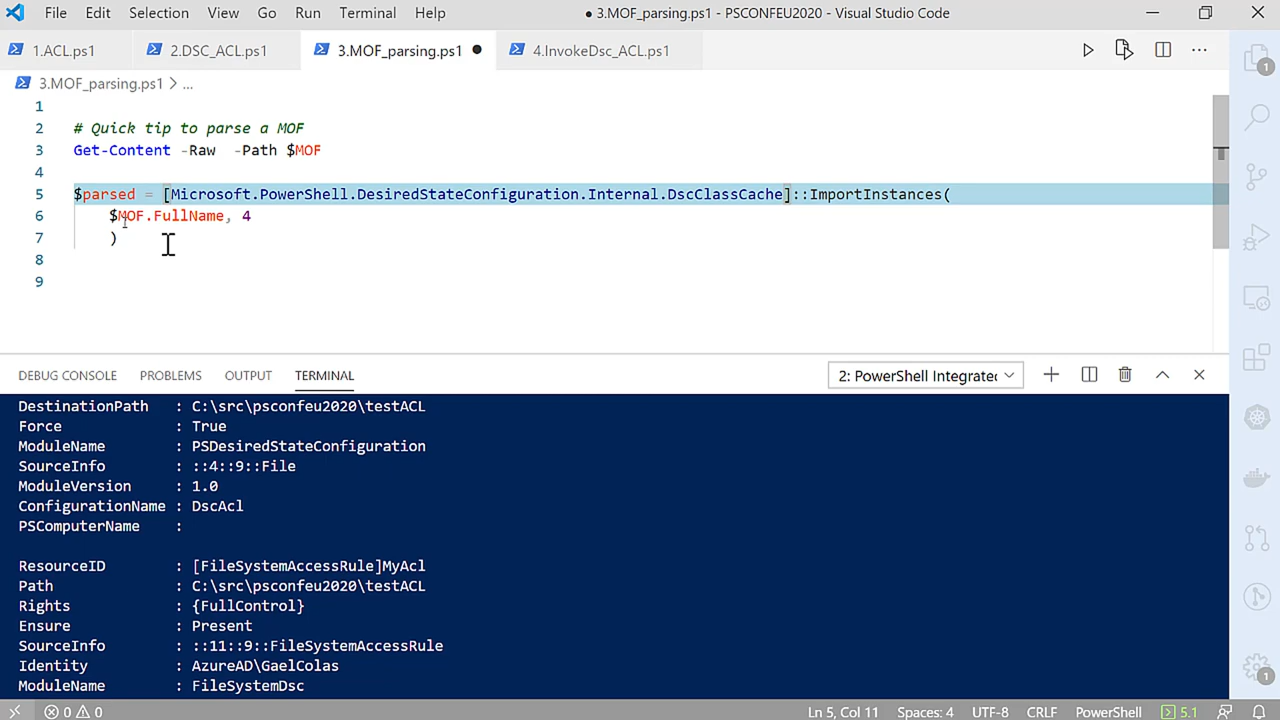 File Edit Selection View Go Run Terminal Help ● 3.MOF_parsing.ps1 - PSCONFEU2020 - Visual Studio Code
1.ACL.ps1 2.DSC_ACL.ps1 3.MOF_parsing.ps1 ● 4.InvokeDsc_ACL.ps1
3.MOF_parsing.ps1 > ...
1
2 # Quick tip to parse a MOF
3 Get-Content -Raw -Path $MOF
4
5 $parsed = [Microsoft.PowerShell.DesiredStateConfiguration.Internal.DscClassCache]::ImportInstances(
6 $MOF.FullName, 4
7 )
8
9
DEBUG CONSOLE PROBLEMS OUTPUT TERMINAL 2: PowerShell Integrated
DestinationPath : C:\src\psconfeu2020\testACL
Force : True
ModuleName : PSDesiredStateConfiguration
SourceInfo : ::4::9::File
ModuleVersion : 1.0
ConfigurationName : DscAcl
PSComputerName :
ResourceID : [FileSystemAccessRule]MyAcl
Path : C:\src\psconfeu2020\testACL
Rights : {FullControl}
Ensure : Present
SourceInfo : ::11::9::FileSystemAccessRule
Identity : AzureAD\GaelColas
ModuleName : FileSystemDsc
0 0 Ln 5, Col 11 Spaces: 4 UTF-8 CRLF PowerShell 5.1
1
1